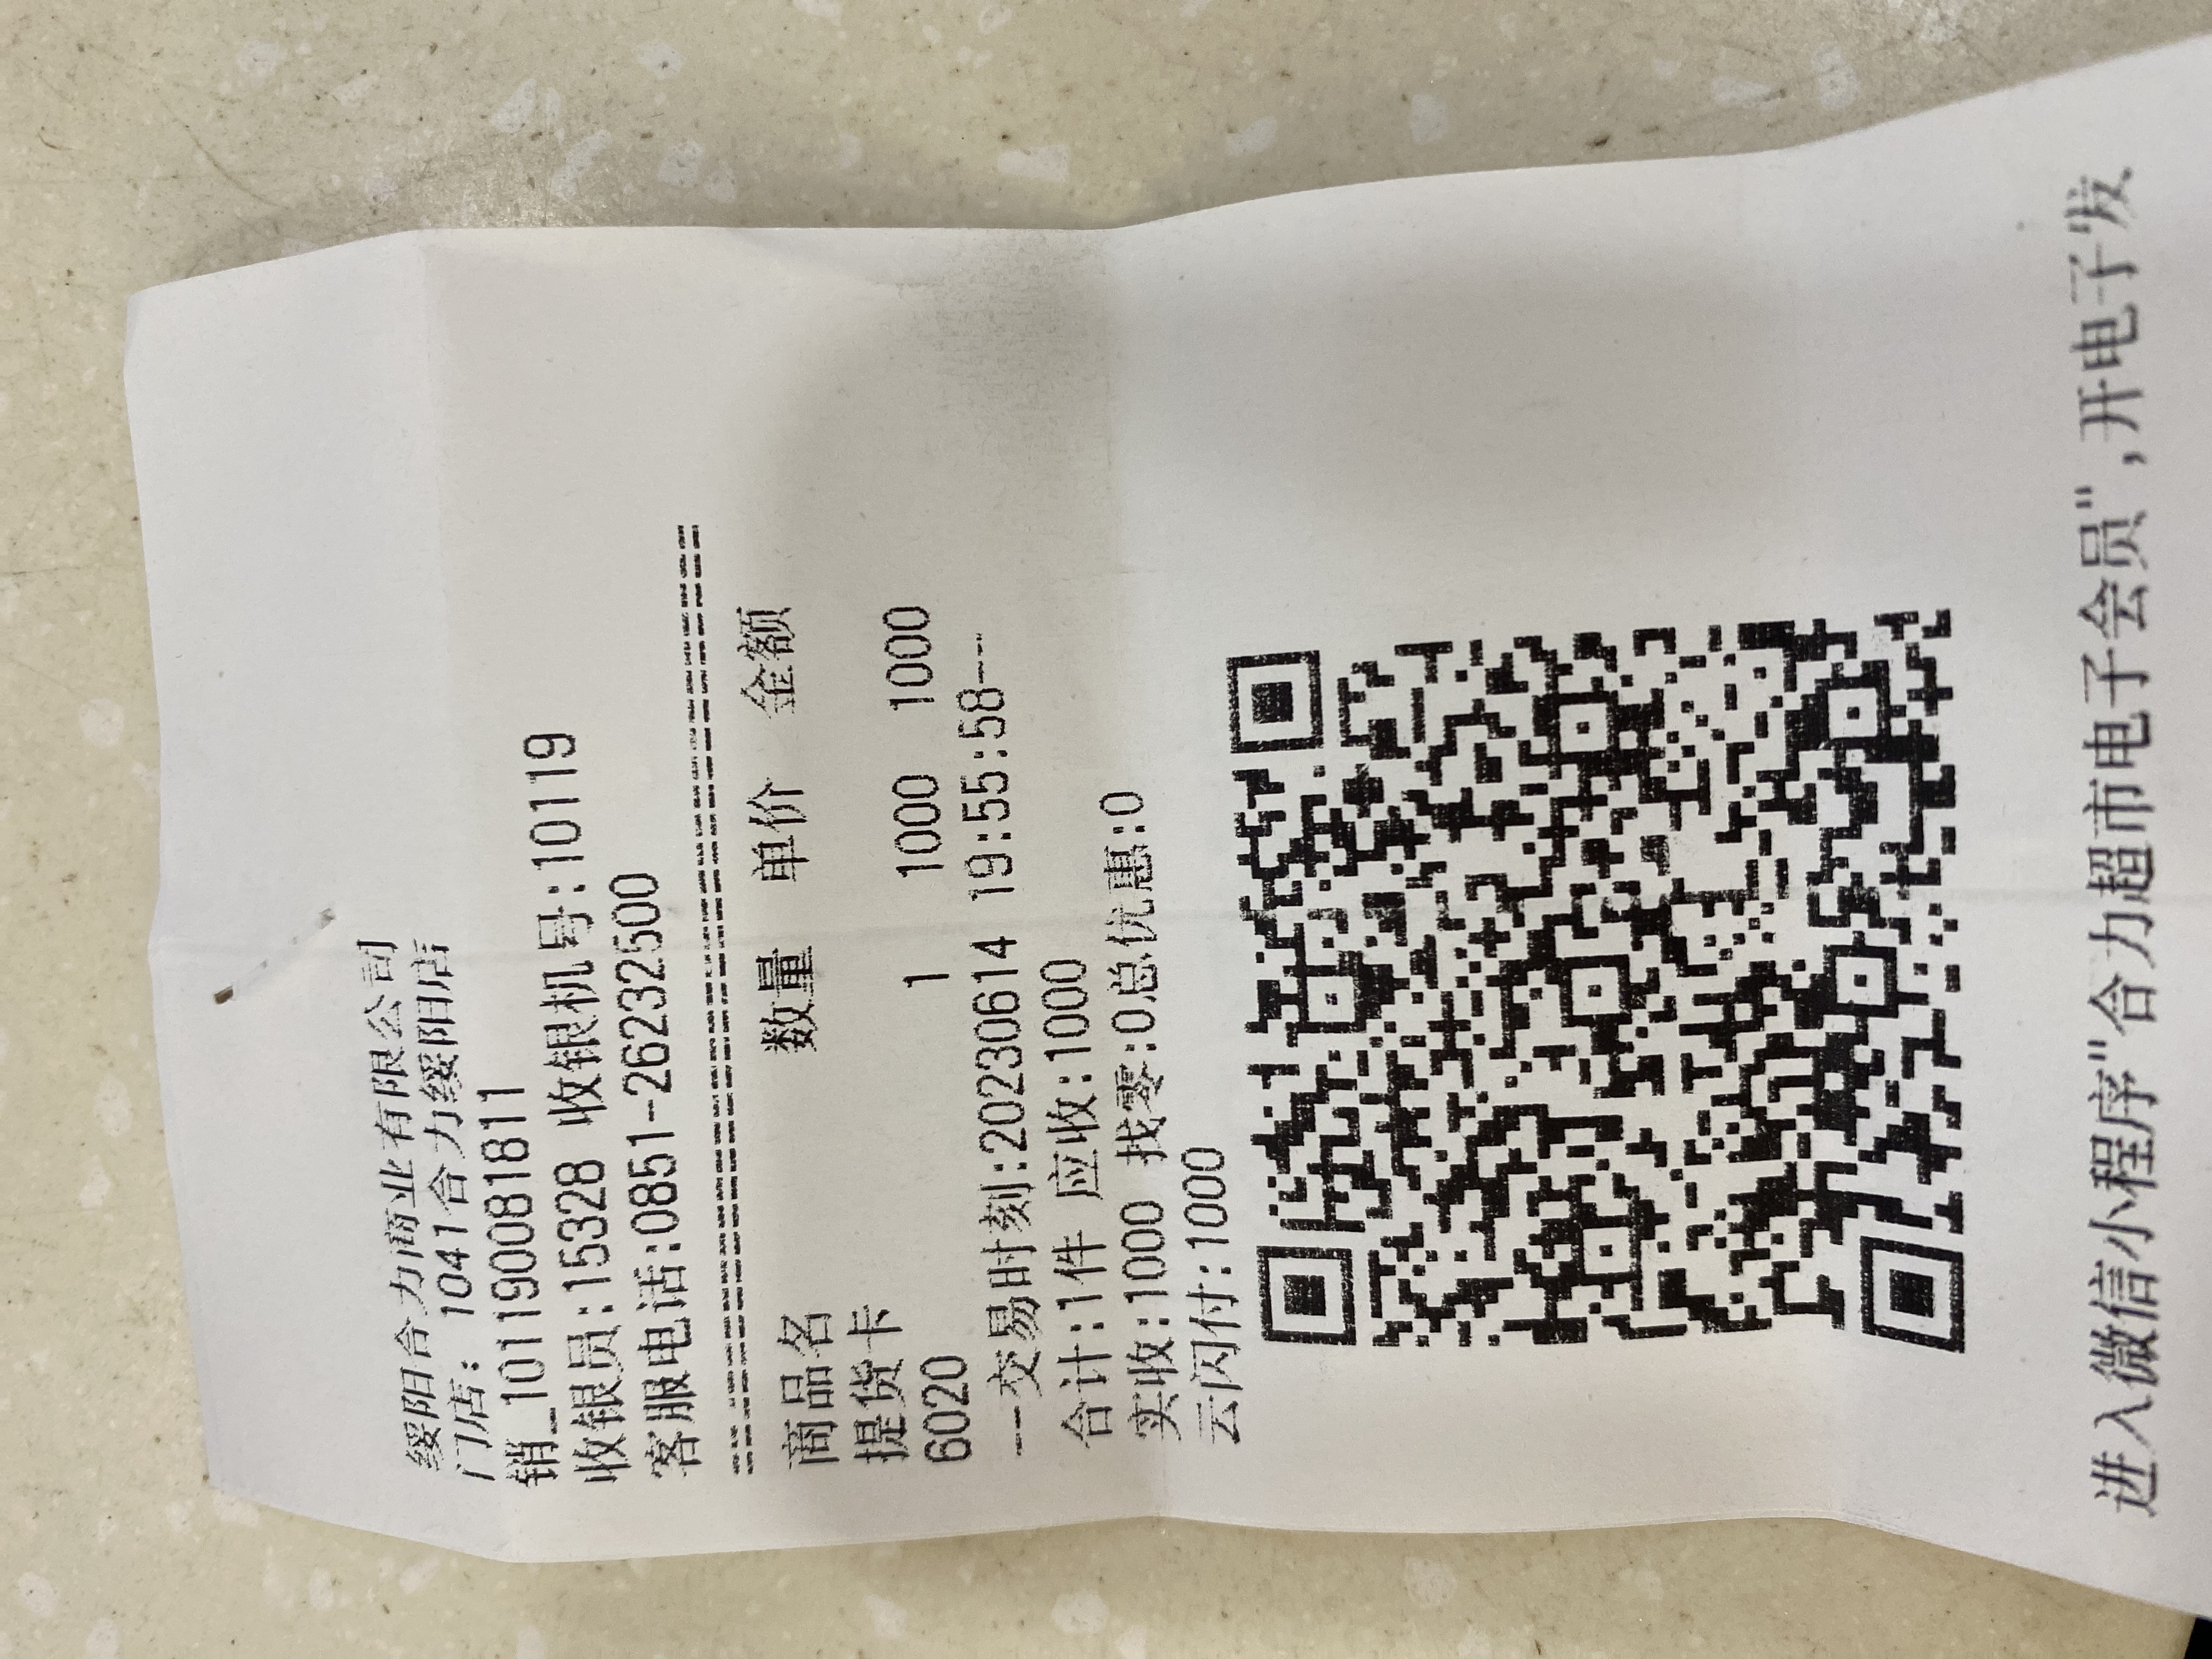 绥阳合力商业有限公司
门店: 1041合力绥阳店
销_101190081811
收银员:15328 收银机号:10119
客服电话:0851-26232500
================================
商品名 数量 单价 金额
提货卡
6020 1 1000 1000
--交易时刻:20230614 19:55:58---
合计:1件 应收:1000
实收:1000 找零:0总优惠:0
云闪付:1000
进入微信小程序"合力超市电子会员",开电子发